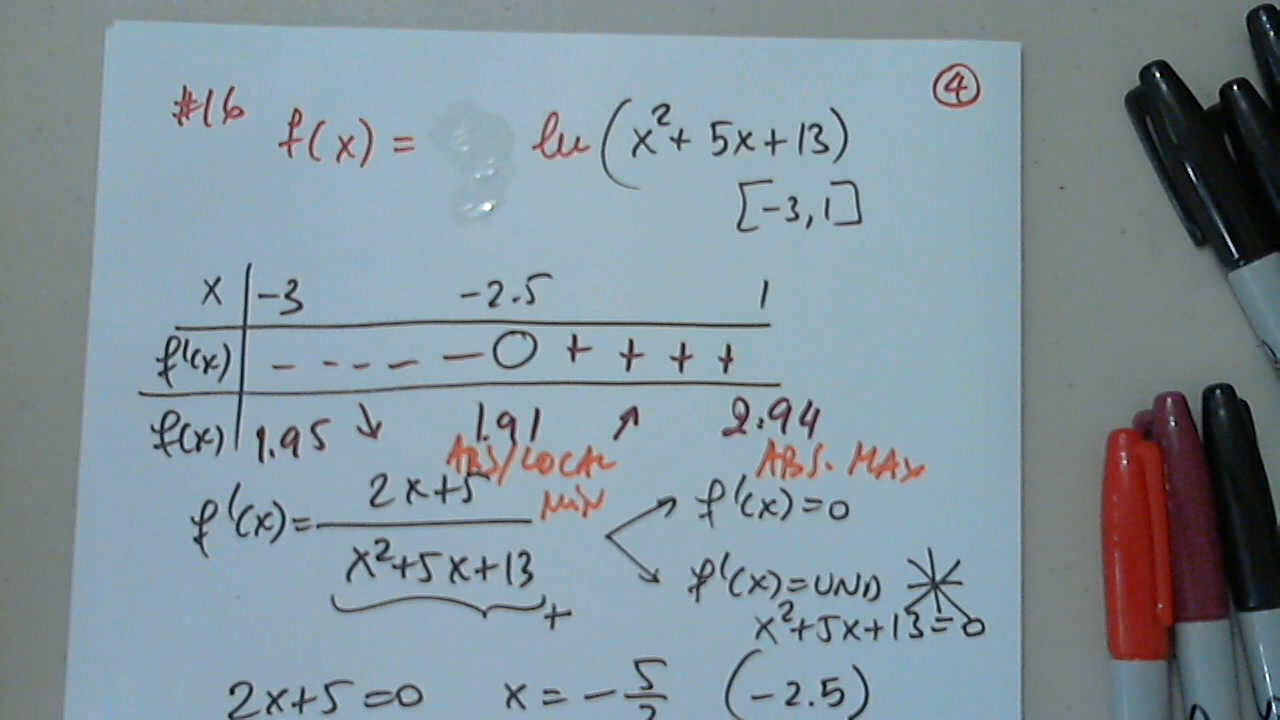 #16 f(x) = ln(x²+ 5x+13) ④
[-3,1]
x -3 -2.5 1
f'(x) - - - - - 0 + + + +
f(x) 1.95 ↘ 1.91 ↗ 2.94
ABS/LOCAL MIN ABS. MAX
f'(x)= 2x+5 / x²+5x+13 + f'(x)=0
f'(x)=UND
x²+5x+13=0
2x+5=0 x=-5/2 (-2.5)